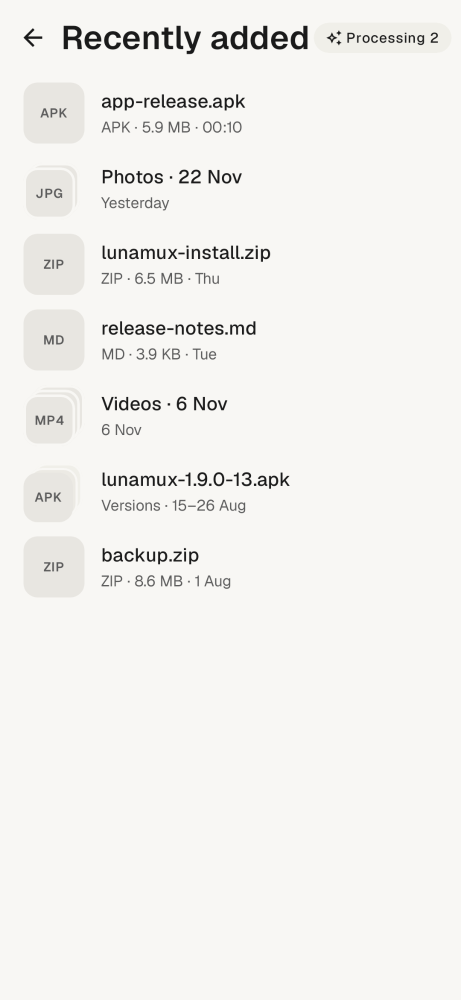 Recently added
Processing 2
APK
app-release.apk
APK · 5.9 MB · 00:10
JPG
Photos · 22 Nov
Yesterday
ZIP
lunamux-install.zip
ZIP · 6.5 MB · Thu
MD
release-notes.md
MD · 3.9 KB · Tue
MP4
Videos · 6 Nov
6 Nov
APK
lunamux-1.9.0-13.apk
Versions · 15–26 Aug
ZIP
backup.zip
ZIP · 8.6 MB · 1 Aug